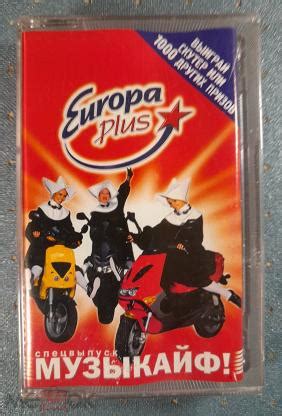 ВЫИГРАЙ
СКУТЕР ИЛИ
1000 ДРУГИХ ПРИЗОВ
Europa
plus
спецвыпуск
МУЗЫКАЙФ!